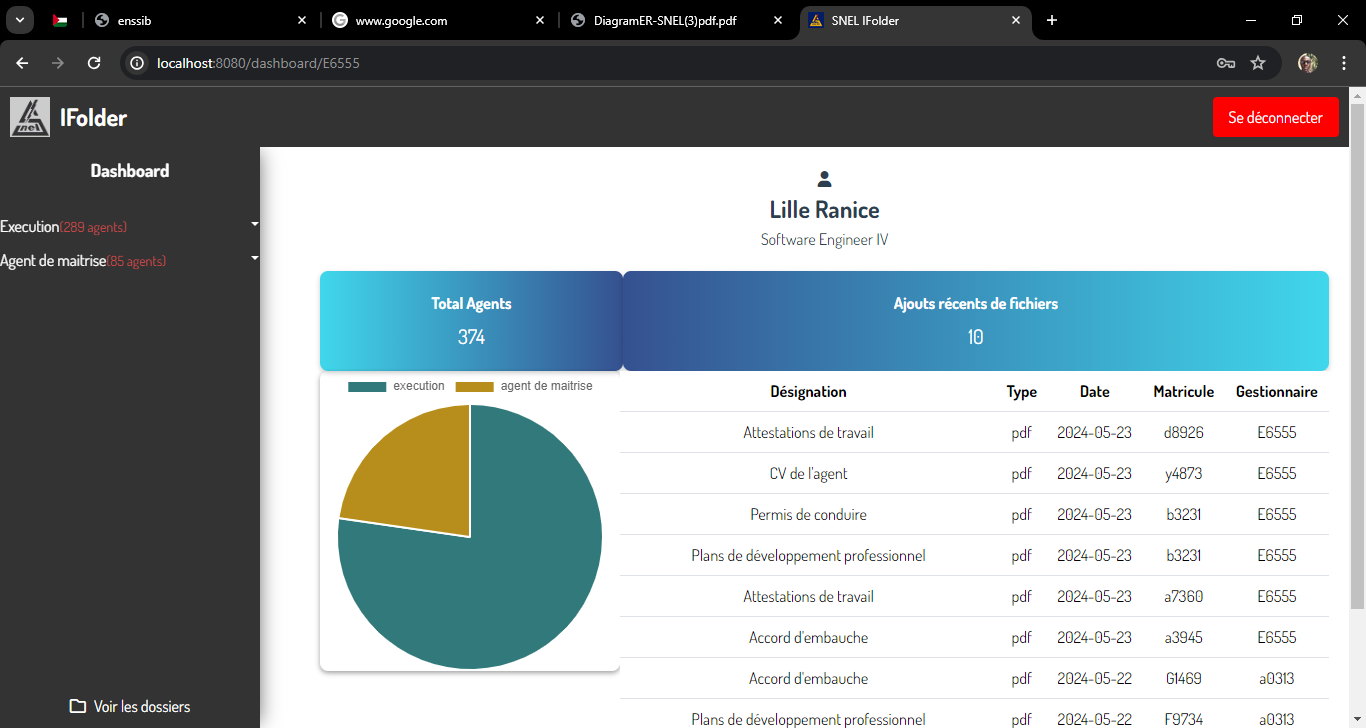 enssib
www.google.com
DiagramER-SNEL(3)pdf.pdf
SNEL IFolder
localhost:8080/dashboard/E6555
snel
IFolder
Se déconnecter
Dashboard
Execution(289 agents)
Agent de maitrise(85 agents)
Voir les dossiers
Lille Ranice
Software Engineer IV
Total Agents
374
Ajouts récents de fichiers
10
execution agent de maitrise
Désignation Type Date Matricule Gestionnaire
Attestations de travail pdf 2024-05-23 d8926 E6555
CV de l'agent pdf 2024-05-23 y4873 E6555
Permis de conduire pdf 2024-05-23 b3231 E6555
Plans de développement professionnel pdf 2024-05-23 b3231 E6555
Attestations de travail pdf 2024-05-23 a7360 E6555
Accord d'embauche pdf 2024-05-23 a3945 E6555
Accord d'embauche pdf 2024-05-22 G1469 a0313
Plans de développement professionnel pdf 2024-05-22 F9734 a0313